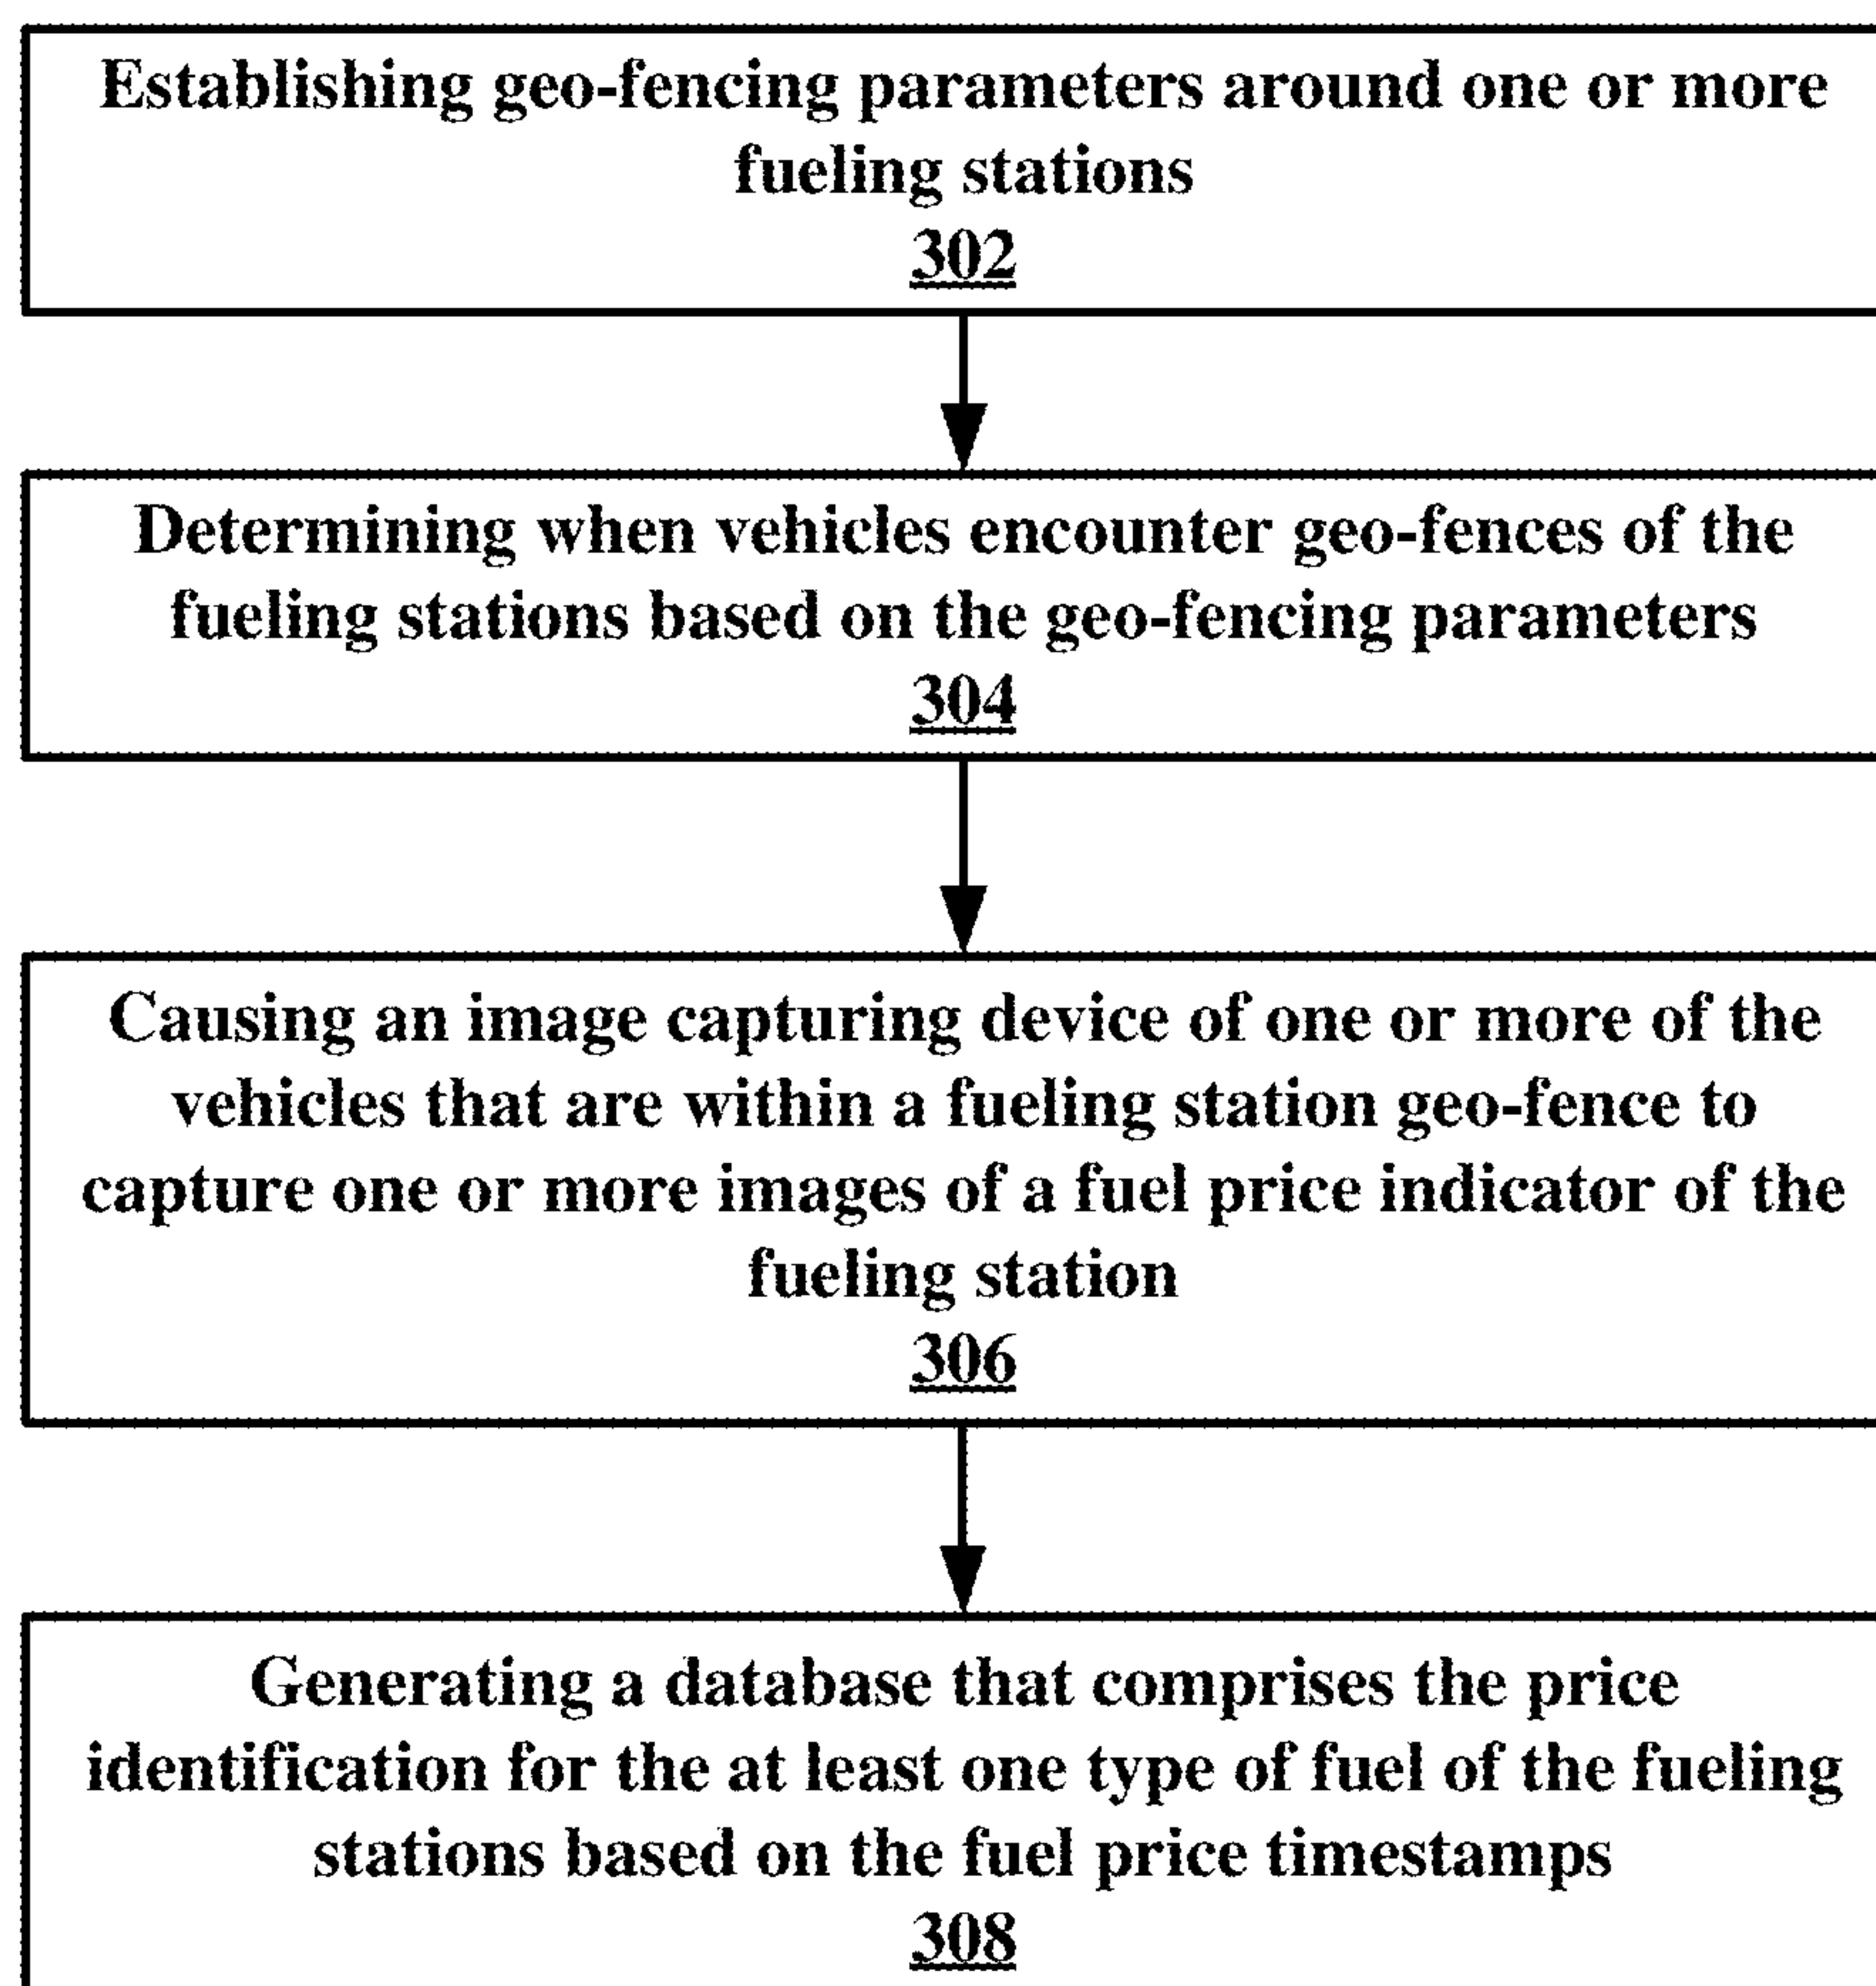 Establishing geo-fencing parameters around one or more
fueling stations
302
Determining when vehicles encounter geo-fences of the
fueling stations based on the geo-fencing parameters
304
Causing an image capturing device of one or more of the
vehicles that are within a fueling station geo-fence to
capture one or more images of a fuel price indicator of the
fueling station
306
Generating a database that comprises the price
identification for the at least one type of fuel of the fueling
stations based on the fuel price timestamps
308